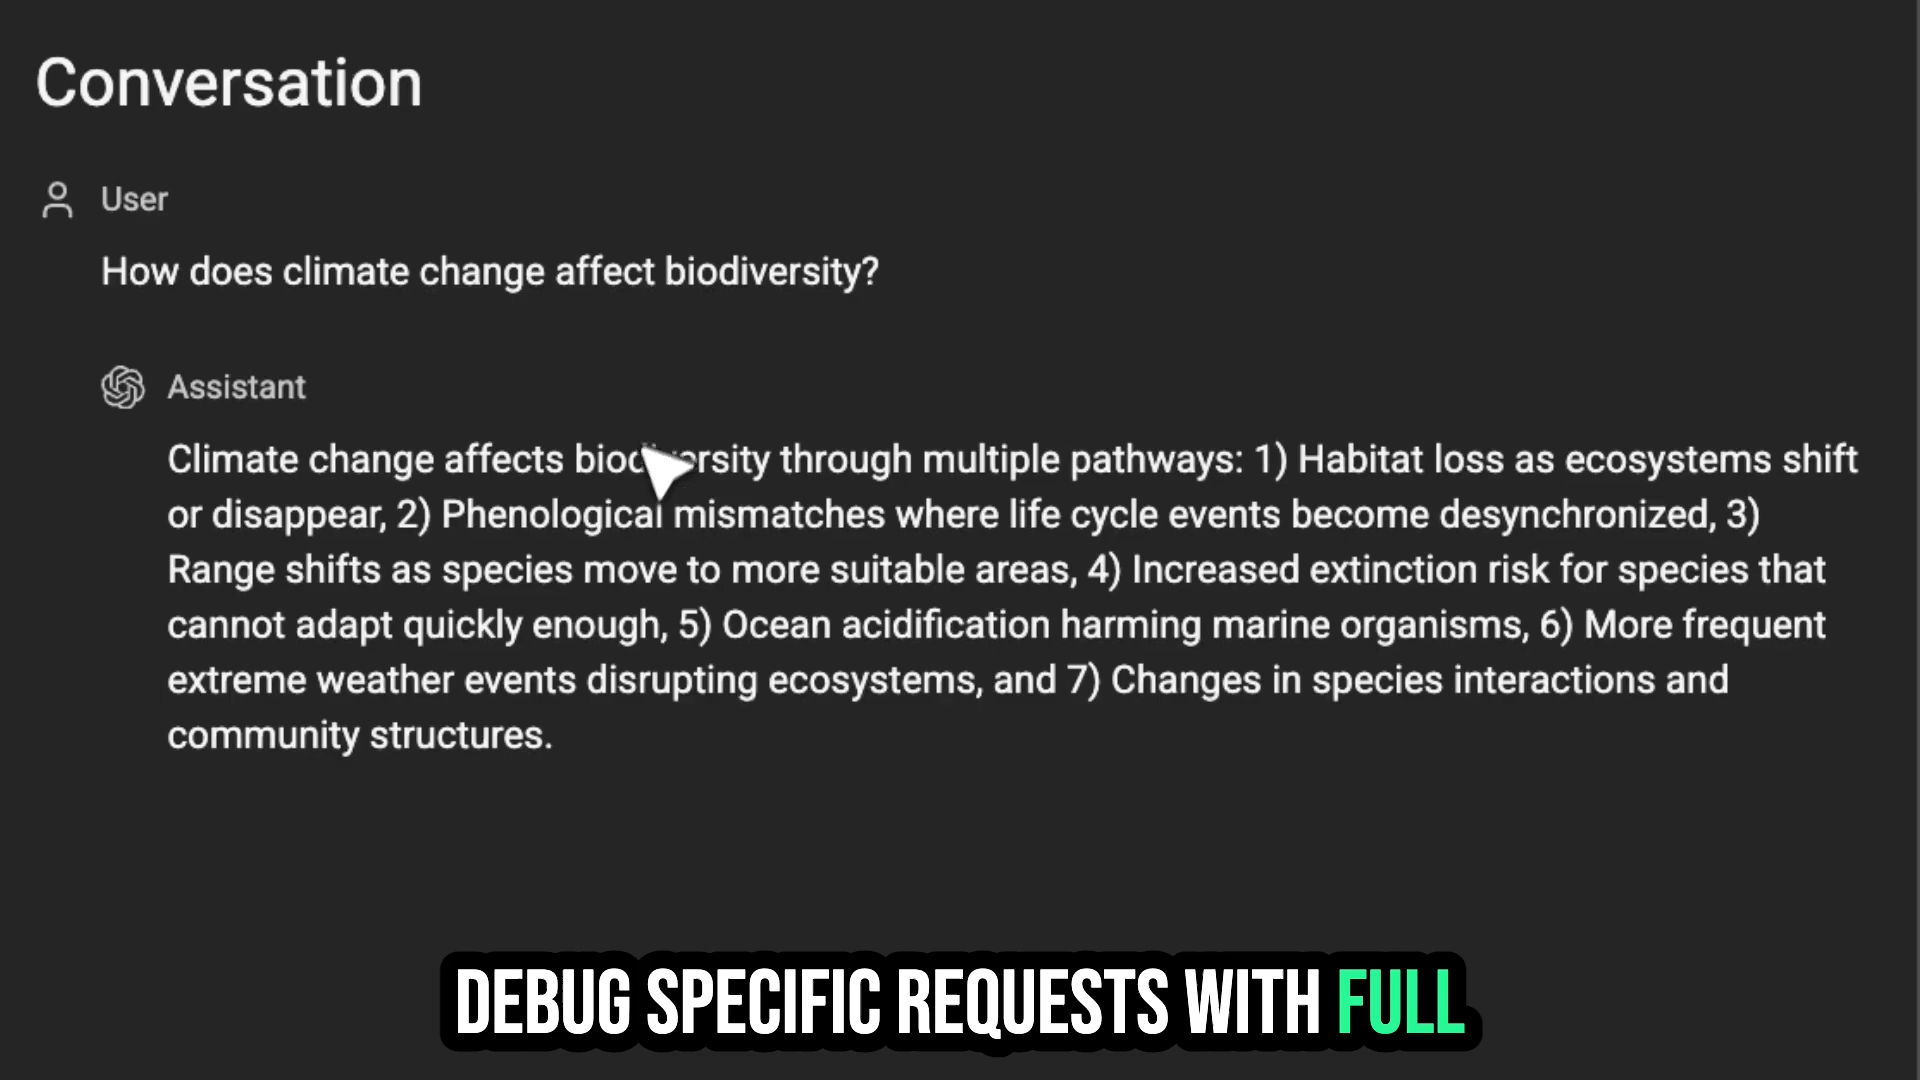 Conversation
User
How does climate change affect biodiversity?
Assistant
Climate change affects biodiversity through multiple pathways: 1) Habitat loss as ecosystems shift
or disappear, 2) Phenological mismatches where life cycle events become desynchronized, 3)
Range shifts as species move to more suitable areas, 4) Increased extinction risk for species that
cannot adapt quickly enough, 5) Ocean acidification harming marine organisms, 6) More frequent
extreme weather events disrupting ecosystems, and 7) Changes in species interactions and
community structures.
DEBUG SPECIFIC REQUESTS WITH FULL